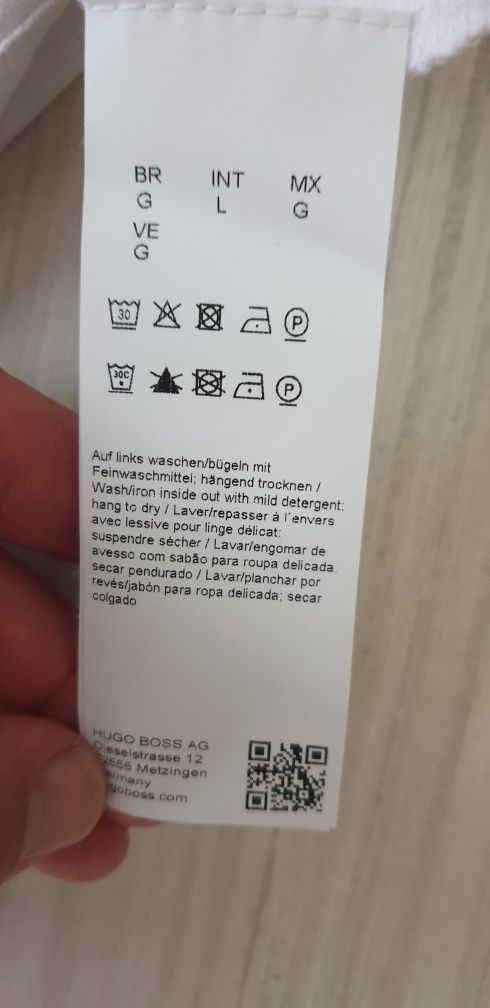 BR INT MX
G L G
VE
G
30 P
30C P
Auf links waschen/bügeln mit
Feinwaschmittel; hängend trocknen /
Wash/iron inside out with mild detergent;
hang to dry / Laver/repasser à l'envers
avec lessive pour linge délicat;
suspendre sécher / Lavar/engomar de
avesso com sabão para roupa delicada
secar pendurado / Lavar/planchar por
revés/jabón para ropa delicada; secar
colgado
HUGO BOSS AG
Dieselstrasse 12
Metzingen